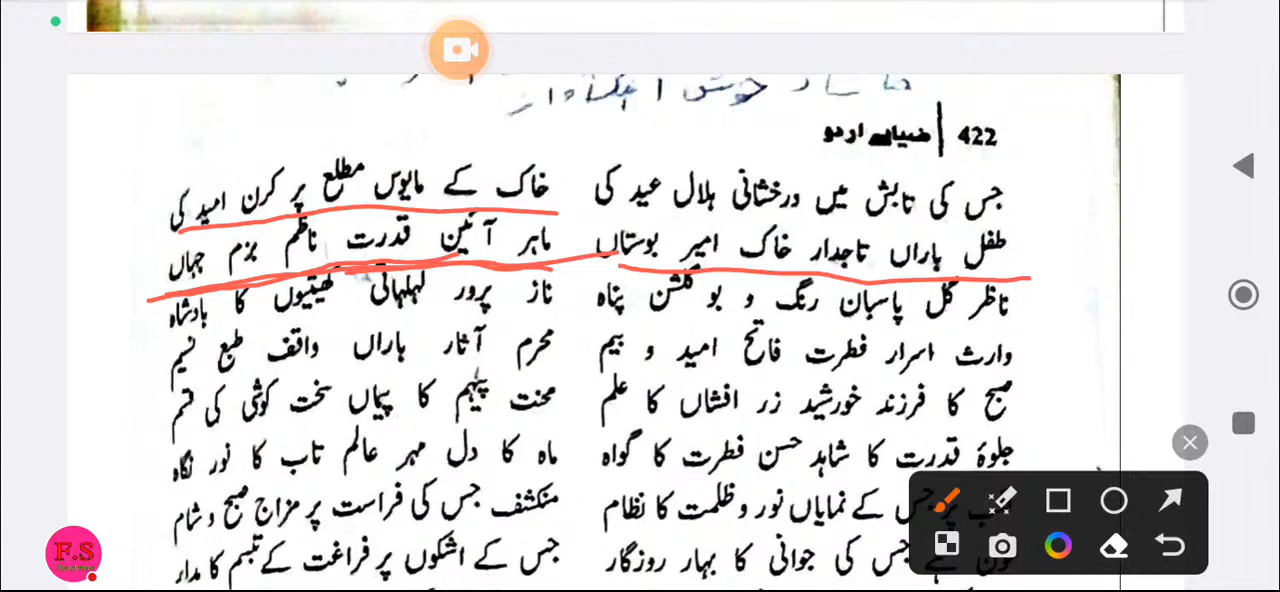 422 | ضیائے اردو
جس کی تابش میں درخشانی ہلال عید کی خاک کے مایوس مطلع پر کرن امید کی
طفل باراں تاجدار خاک امیر بوستاں ماہر آئین قدرت ناظم بزم جہاں
ناظر گل پاسبان رنگ و بو گلشن پناہ ناز پرور لہلہاتی کھیتیوں کا بادشاہ
وارث اسرار فطرت فاتح امید و بیم محرم آثار باراں واقف طبع نسیم
صبح کا فرزند خورشید زر افشاں کا علم محنت پیہم کا پیماں سخت کوشی کی قسم
جلوۂ قدرت کا شاہد حسن فطرت کا گواہ ماہ کا دل مہر عالم تاب کا نور نگاہ
پر جس کے نمایاں نور و ظلمت کا نظام منکشف جس کی فراست پر مزاج صبح و شام
جس کی جوانی کا بہار روزگار جس کے اشکوں پر فراغت کے تبسم کا مدار
F.S